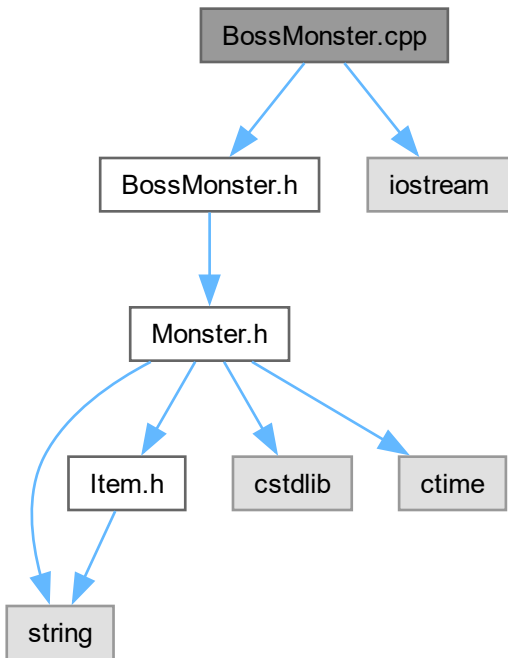 BossMonster.cpp
BossMonster.h
iostream
Monster.h
Item.h
cstdlib
ctime
string